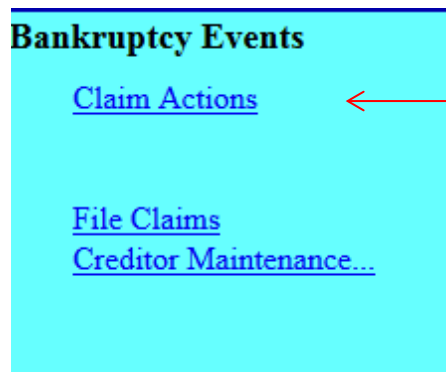 Bankruptcy Events
Claim Actions
File Claims
Creditor Maintenance...